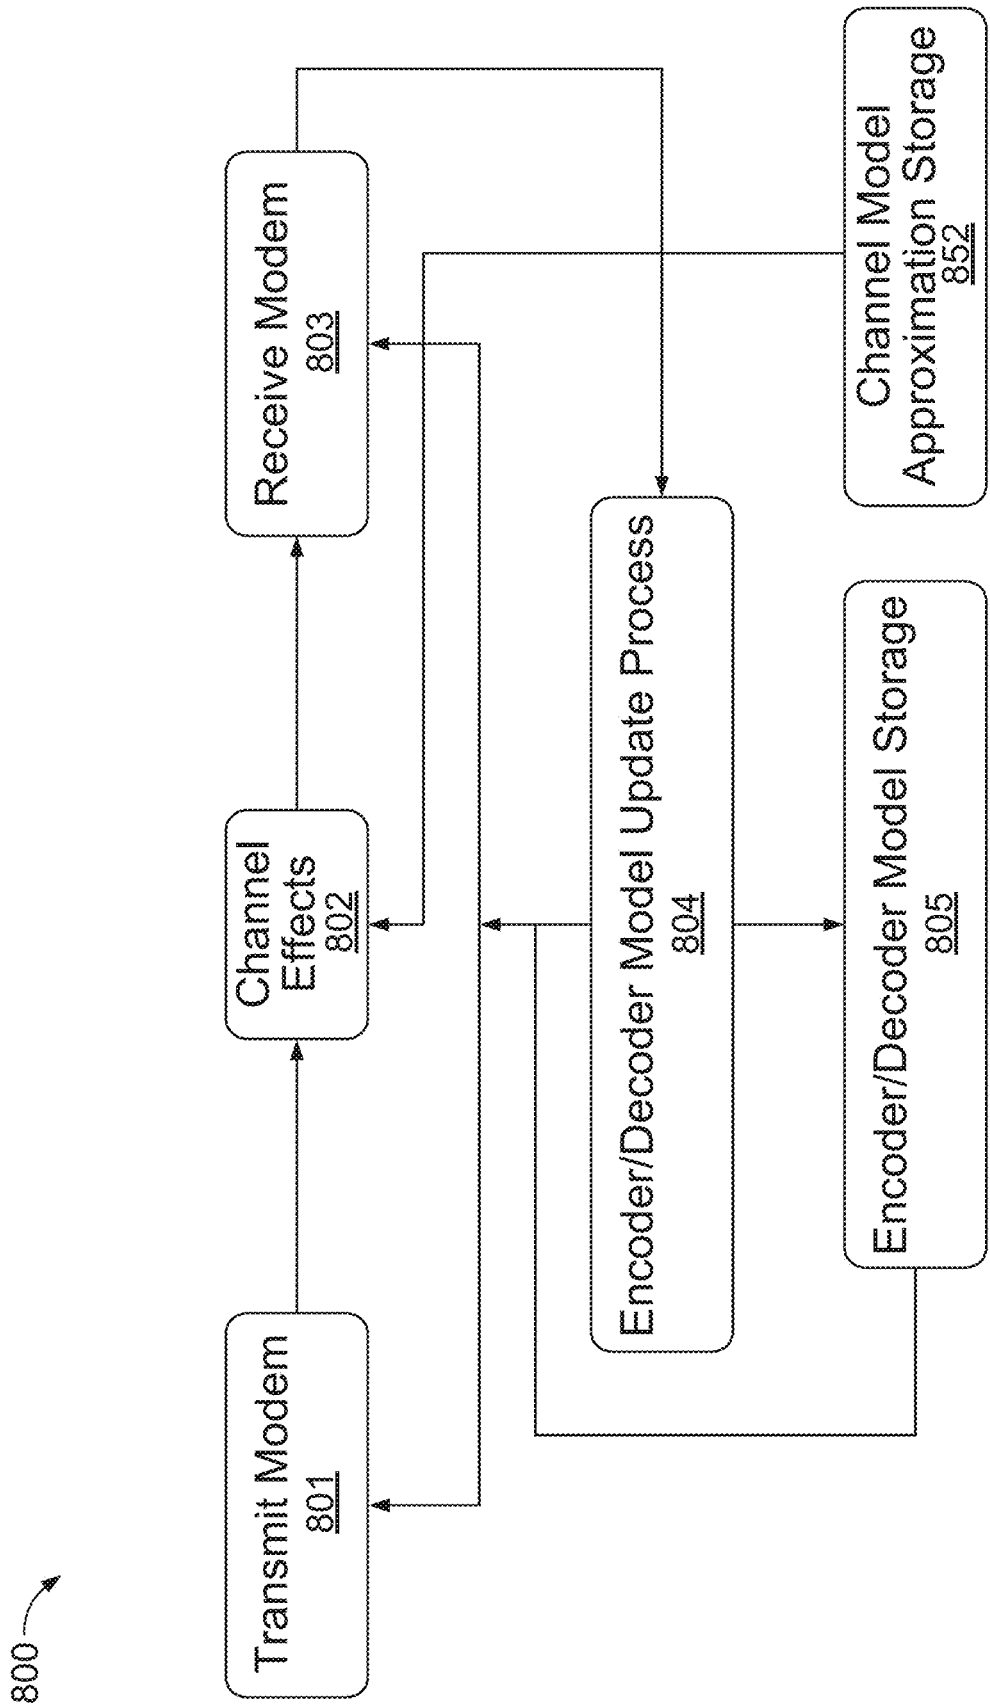 800
Transmit Modem
801
Channel
Effects
802
Receive Modem
803
Encoder/Decoder Model Update Process
804
Encoder/Decoder Model Storage
805
Channel Model
Approximation Storage
852